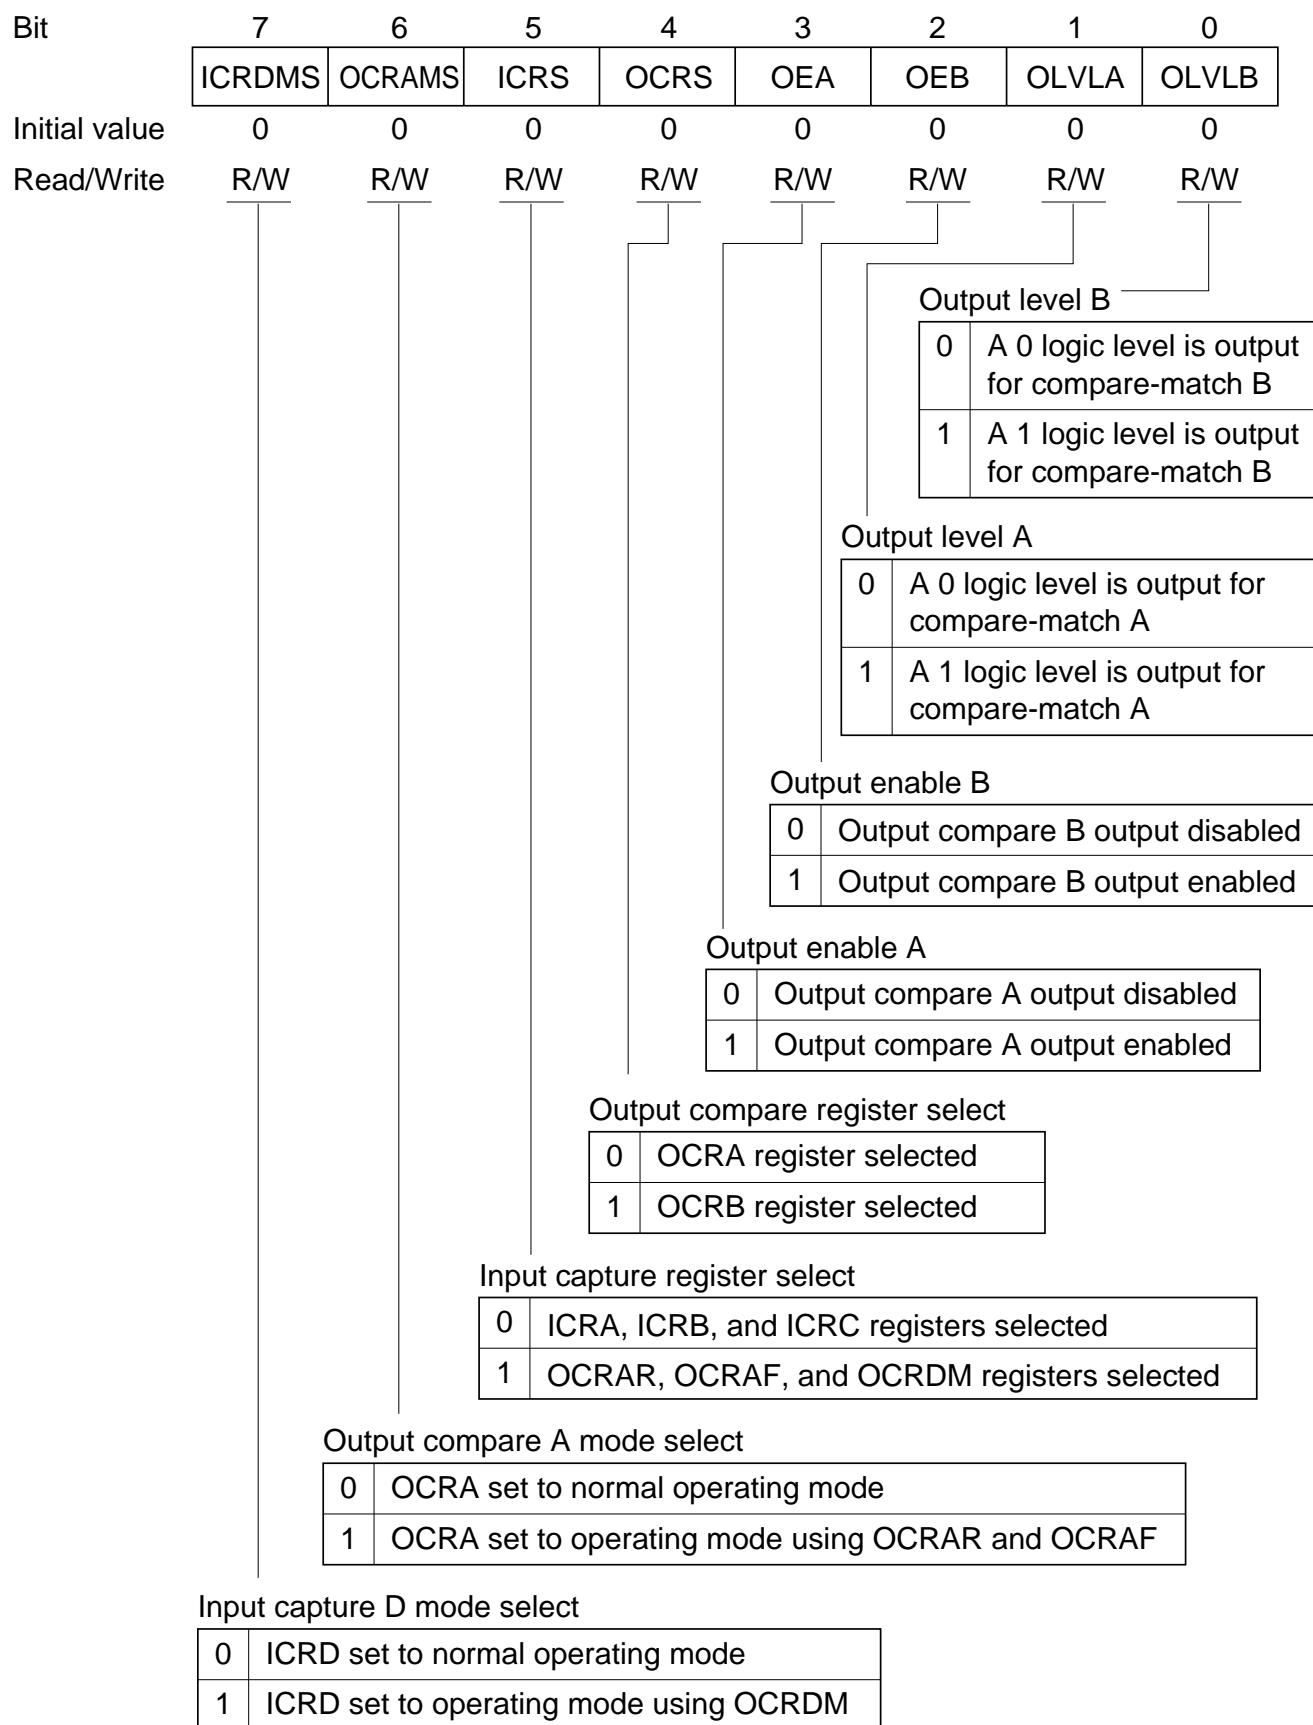 Bit 7 6 5 4 3 2 1 0
ICRDMS OCRAMS ICRS OCRS OEA OEB OLVLA OLVLB
Initial value 0 0 0 0 0 0 0 0
Read/Write R/W R/W R/W R/W R/W R/W R/W R/W
Output level B
0 A 0 logic level is output
for compare-match B
1 A 1 logic level is output
for compare-match B
Output level A
0 A 0 logic level is output for
compare-match A
1 A 1 logic level is output for
compare-match A
Output enable B
0 Output compare B output disabled
1 Output compare B output enabled
Output enable A
0 Output compare A output disabled
1 Output compare A output enabled
Output compare register select
0 OCRA register selected
1 OCRB register selected
Input capture register select
0 ICRA, ICRB, and ICRC registers selected
1 OCRAR, OCRAF, and OCRDM registers selected
Output compare A mode select
0 OCRA set to normal operating mode
1 OCRA set to operating mode using OCRAR and OCRAF
Input capture D mode select
0 ICRD set to normal operating mode
1 ICRD set to operating mode using OCRDM